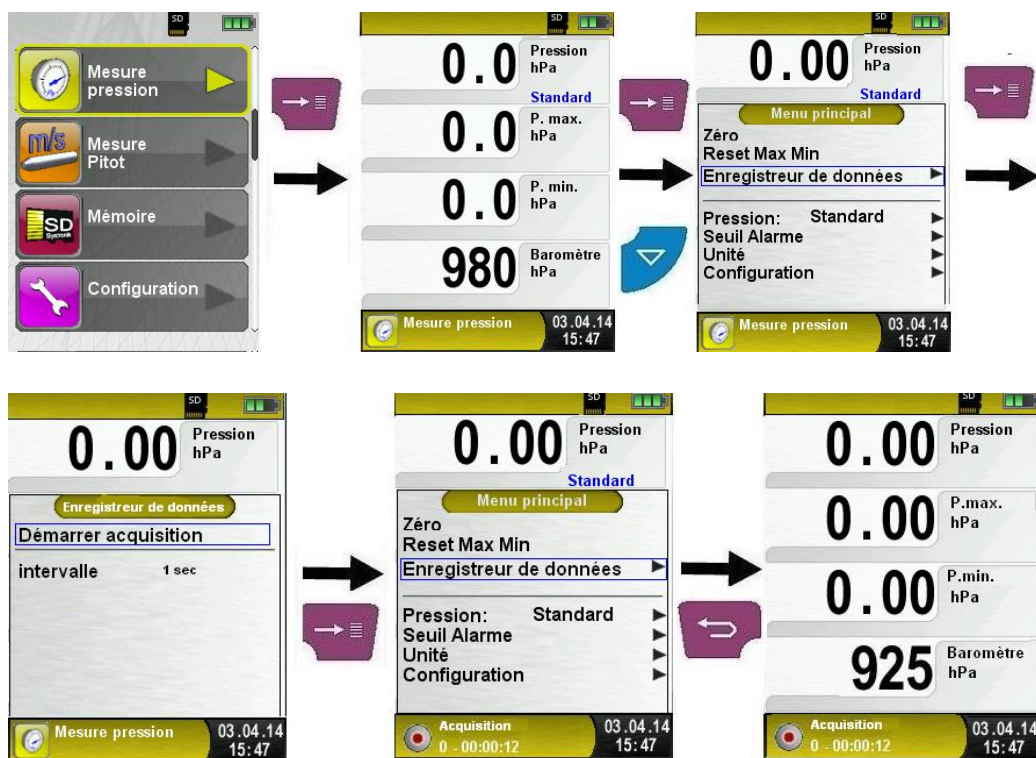 SD
Mesure
pression
m/s
Mesure
Pitot
SD
Mémoire
Configuration
SD
0.0
Pression
hPa
Standard
0.0
P. max.
hPa
0.0
P. min.
hPa
980
Baromètre
hPa
Mesure pression
03.04.14
15:47
SD
0.00
Pression
hPa
Standard
Menu principal
Zéro
Reset Max Min
Enregistreur de données
Pression: Standard
Seuil Alarme
Unité
Configuration
Mesure pression
03.04.14
15:47
SD
0.00
Pression
hPa
Enregistreur de données
Démarrer acquisition
intervalle 1 sec
Mesure pression
03.04.14
15:47
SD
0.00
Pression
hPa
Standard
Menu principal
Zéro
Reset Max Min
Enregistreur de données
Pression: Standard
Seuil Alarme
Unité
Configuration
Acquisition
0 - 00:00:12
03.04.14
15:47
SD
0.00
Pression
hPa
0.00
P.max.
hPa
0.00
P.min.
hPa
925
Baromètre
hPa
Acquisition
0 - 00:00:12
03.04.14
15:47